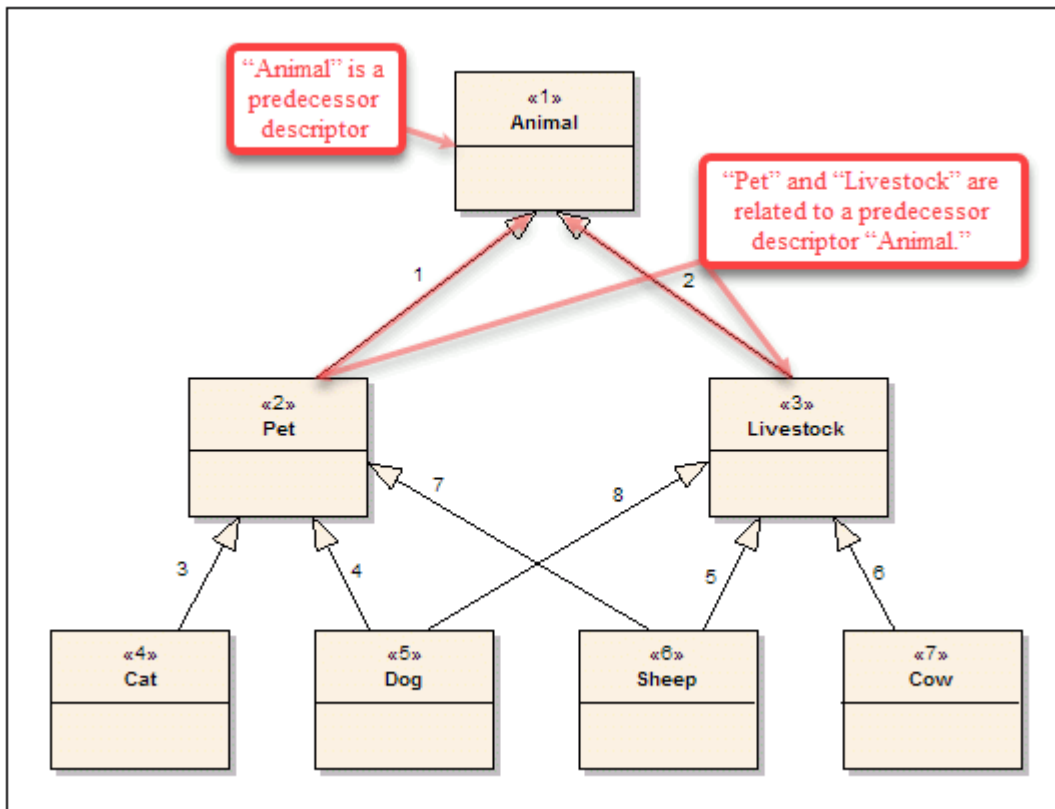 “Animal” is a
predecessor
descriptor
«1»
Animal
“Pet” and “Livestock” are
related to a predecessor
descriptor “Animal.”
1
2
«2»
Pet
«3»
Livestock
7
8
3
4
5
6
«4»
Cat
«5»
Dog
«6»
Sheep
«7»
Cow